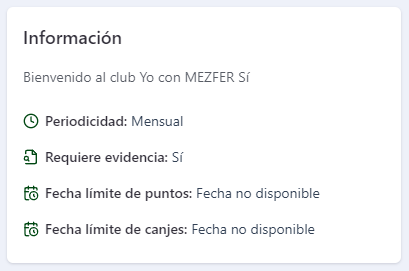 Información
Bienvenido al club Yo con MEZFER Sí
Periodicidad: Mensual
Requiere evidencia: Sí
Fecha límite de puntos: Fecha no disponible
Fecha límite de canjes: Fecha no disponible